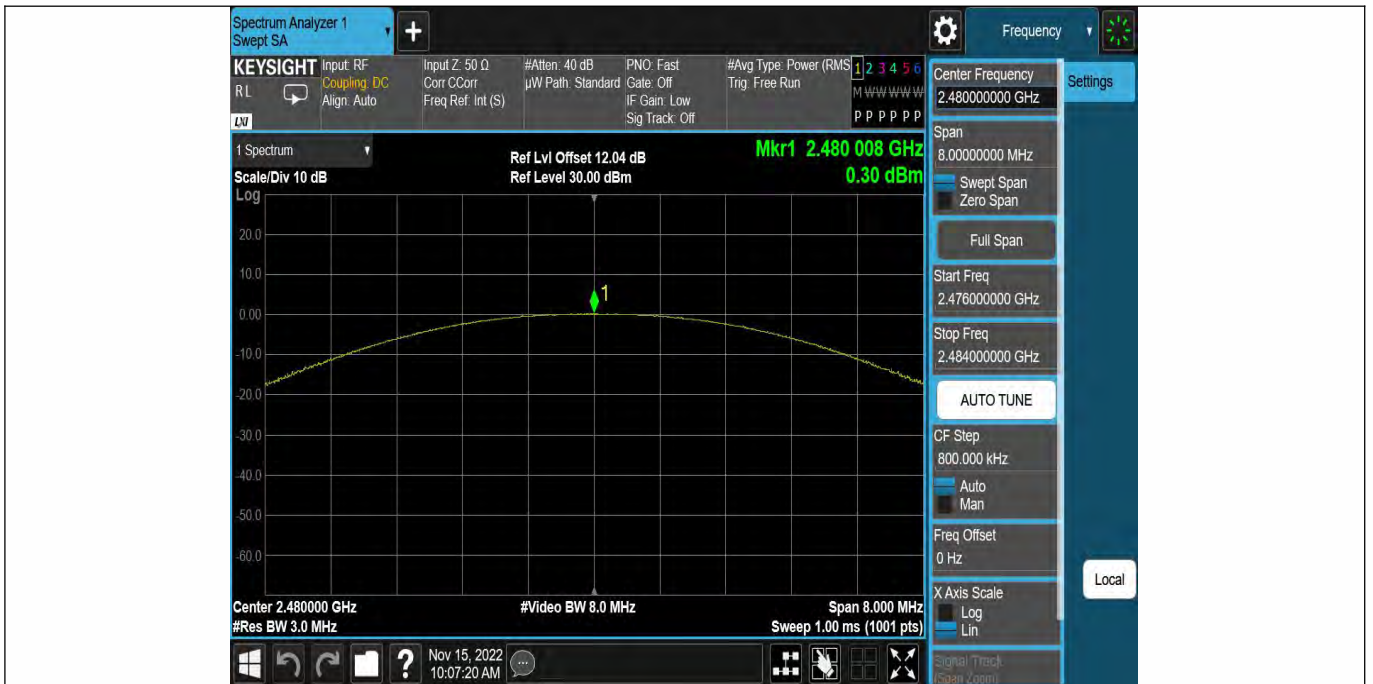 Spectrum Analyzer 1
Swept SA
+
Frequency
KEYSIGHT
RL
LXI
Input: RF
Coupling: DC
Align: Auto
Input Z: 50 Ω
Corr CCorr
Freq Ref: Int (S)
#Atten: 40 dB
µW Path: Standard
PNO: Fast
Gate: Off
IF Gain: Low
Sig Track: Off
#Avg Type: Power (RMS
Trig: Free Run
1 2 3 4 5 6
M W W W W W
P P P P P P
1 Spectrum
Scale/Div 10 dB
Ref Lvl Offset 12.04 dB
Ref Level 30.00 dBm
Mkr1 2.480 008 GHz
0.30 dBm
Log
20.0
10.0
0.00
-10.0
-20.0
-30.0
-40.0
-50.0
-60.0
1
Center 2.480000 GHz
#Res BW 3.0 MHz
#Video BW 8.0 MHz
Span 8.000 MHz
Sweep 1.00 ms (1001 pts)
Center Frequency
2.480000000 GHz
Settings
Span
8.00000000 MHz
Swept Span
Zero Span
Full Span
Start Freq
2.476000000 GHz
Stop Freq
2.484000000 GHz
AUTO TUNE
CF Step
800.000 kHz
Auto
Man
Freq Offset
0 Hz
X Axis Scale
Log
Lin
Signal Track
(Span Zoom)
Local
?
Nov 15, 2022
10:07:20 AM